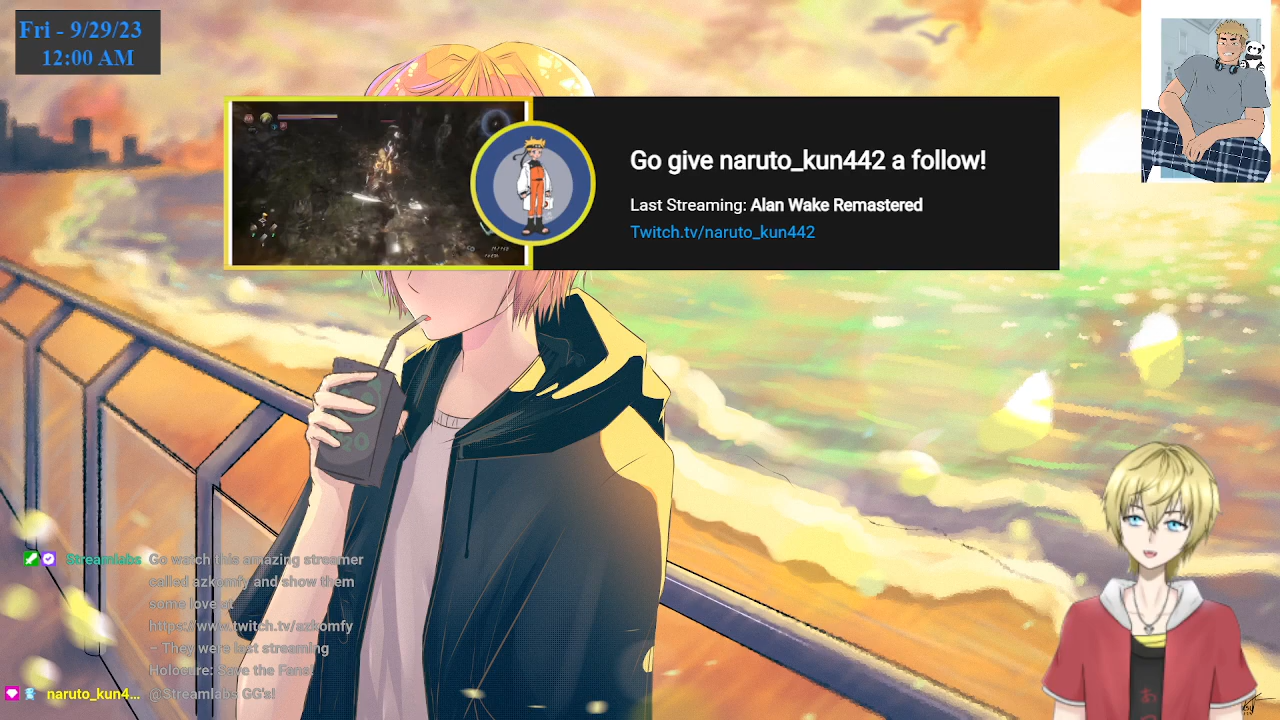 Fri - 9/29/23
12:00 AM
Go give naruto_kun442 a follow!
Last Streaming: Alan Wake Remastered
Twitch.tv/naruto_kun442
Streamlabs Go watch this amazing streamer
called azkomfy and show them
some love at
https://www.twitch.tv/azkomfy
- They were last streaming
Holocure: Save the Fans!
naruto_kun4... @Streamlabs GG's!